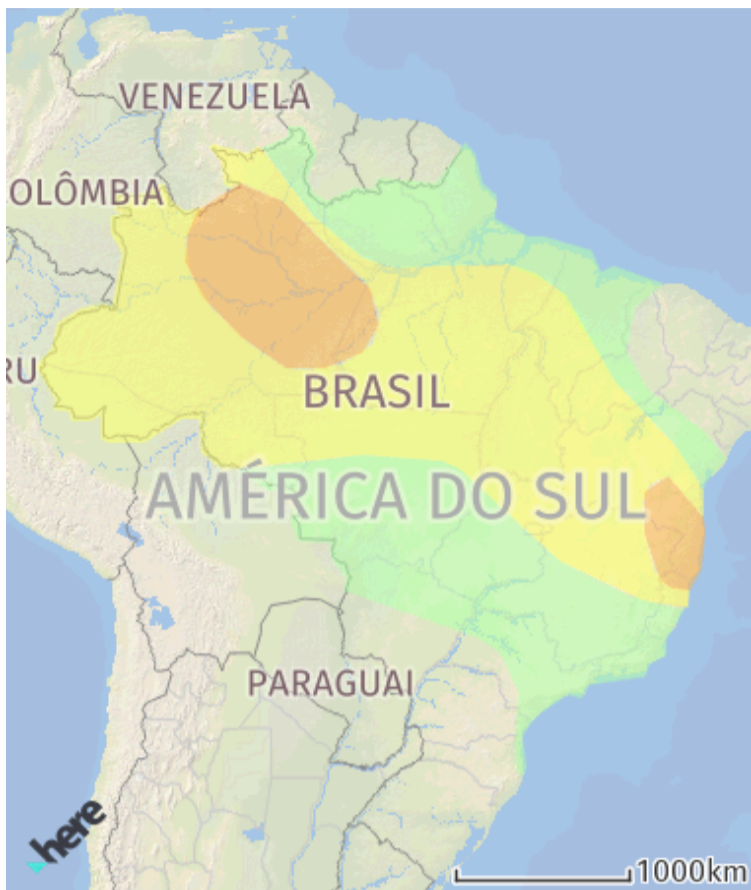 VENEZUELA
OLÔMBIA
RU
BRASIL
AMÉRICA DO SUL
PARAGUAI
here
1000km